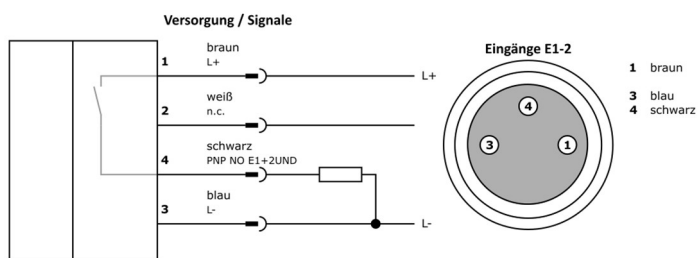 Versorgung / Signale
braun
1 L+
L+
weiß
2 n.c.
schwarz
4 PNP NO E1+2UND
blau
3 L-
L-
Eingänge E1-2
4
3 1
1 braun
3 blau
4 schwarz